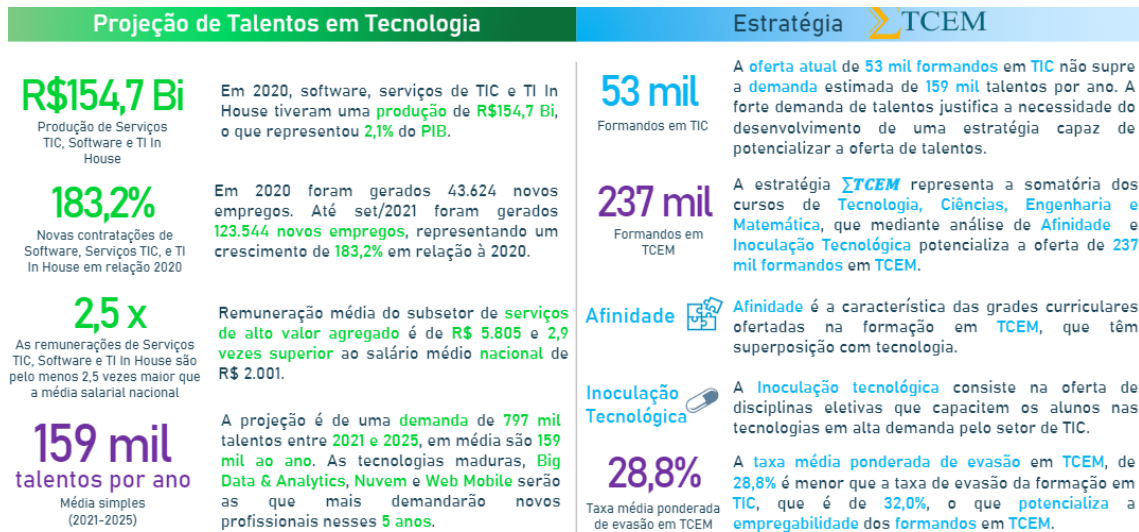 Projeção de Talentos em Tecnologia
R$154,7 Bi
Produção de Serviços
TIC, Software e TI In
House
Em 2020, software, serviços de TIC e TI In
House tiveram uma produção de R$154,7 Bi,
o que representou 2,1% do PIB.
183,2%
Novas contratações de
Software, Serviços TIC, e TI
In House em relação 2020
Em 2020 foram gerados 43.624 novos
empregos. Até set/2021 foram gerados
123.544 novos empregos, representando um
crescimento de 183,2% em relação à 2020.
2,5 x
As remunerações de Serviços
TIC, Software e TI In House são
pelo menos 2,5 vezes maior que
a média salarial nacional
Remuneração média do subsetor de serviços
de alto valor agregado é de R$ 5.805 e 2,9
vezes superior ao salário médio nacional de
R$ 2.001.
159 mil
talentos por ano
Média simples
(2021-2025)
A projeção é de uma demanda de 797 mil
talentos entre 2021 e 2025, em média são 159
mil ao ano. As tecnologias maduras, Big
Data & Analytics, Nuvem e Web Mobile serão
as que mais demandarão novos
profissionais nesses 5 anos.
Estratégia ∑TCEM
53 mil
Formandos em TIC
A oferta atual de 53 mil formandos em TIC não supre
a demanda estimada de 159 mil talentos por ano. A
forte demanda de talentos justifica a necessidade do
desenvolvimento de uma estratégia capaz de
potencializar a oferta de talentos.
237 mil
Formandos em
TCEM
A estratégia ∑TCEM representa a somatória dos
cursos de Tecnologia, Ciências, Engenharia e
Matemática, que mediante análise de Afinidade e
Inoculação Tecnológica potencializa a oferta de 237
mil formandos em TCEM.
Afinidade
Afinidade é a característica das grades curriculares
ofertadas na formação em TCEM, que têm
superposição com tecnologia.
Inoculação
Tecnológica
A Inoculação tecnológica consiste na oferta de
disciplinas eletivas que capacitem os alunos nas
tecnologias em alta demanda pelo setor de TIC.
28,8%
Taxa média ponderada
de evasão em TCEM
A taxa média ponderada de evasão em TCEM, de
28,8% é menor que a taxa de evasão da formação em
TIC, que é de 32,0%, o que potencializa a
empregabilidade dos formandos em TCEM.